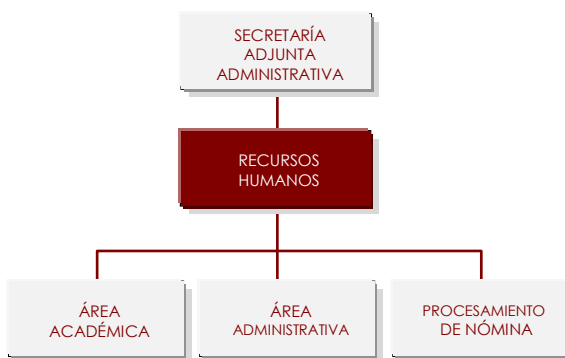 SECRETARÍA
ADJUNTA
ADMINISTRATIVA
RECURSOS
HUMANOS
ÁREA
ACADÉMICA
ÁREA
ADMINISTRATIVA
PROCESAMIENTO
DE NÓMINA